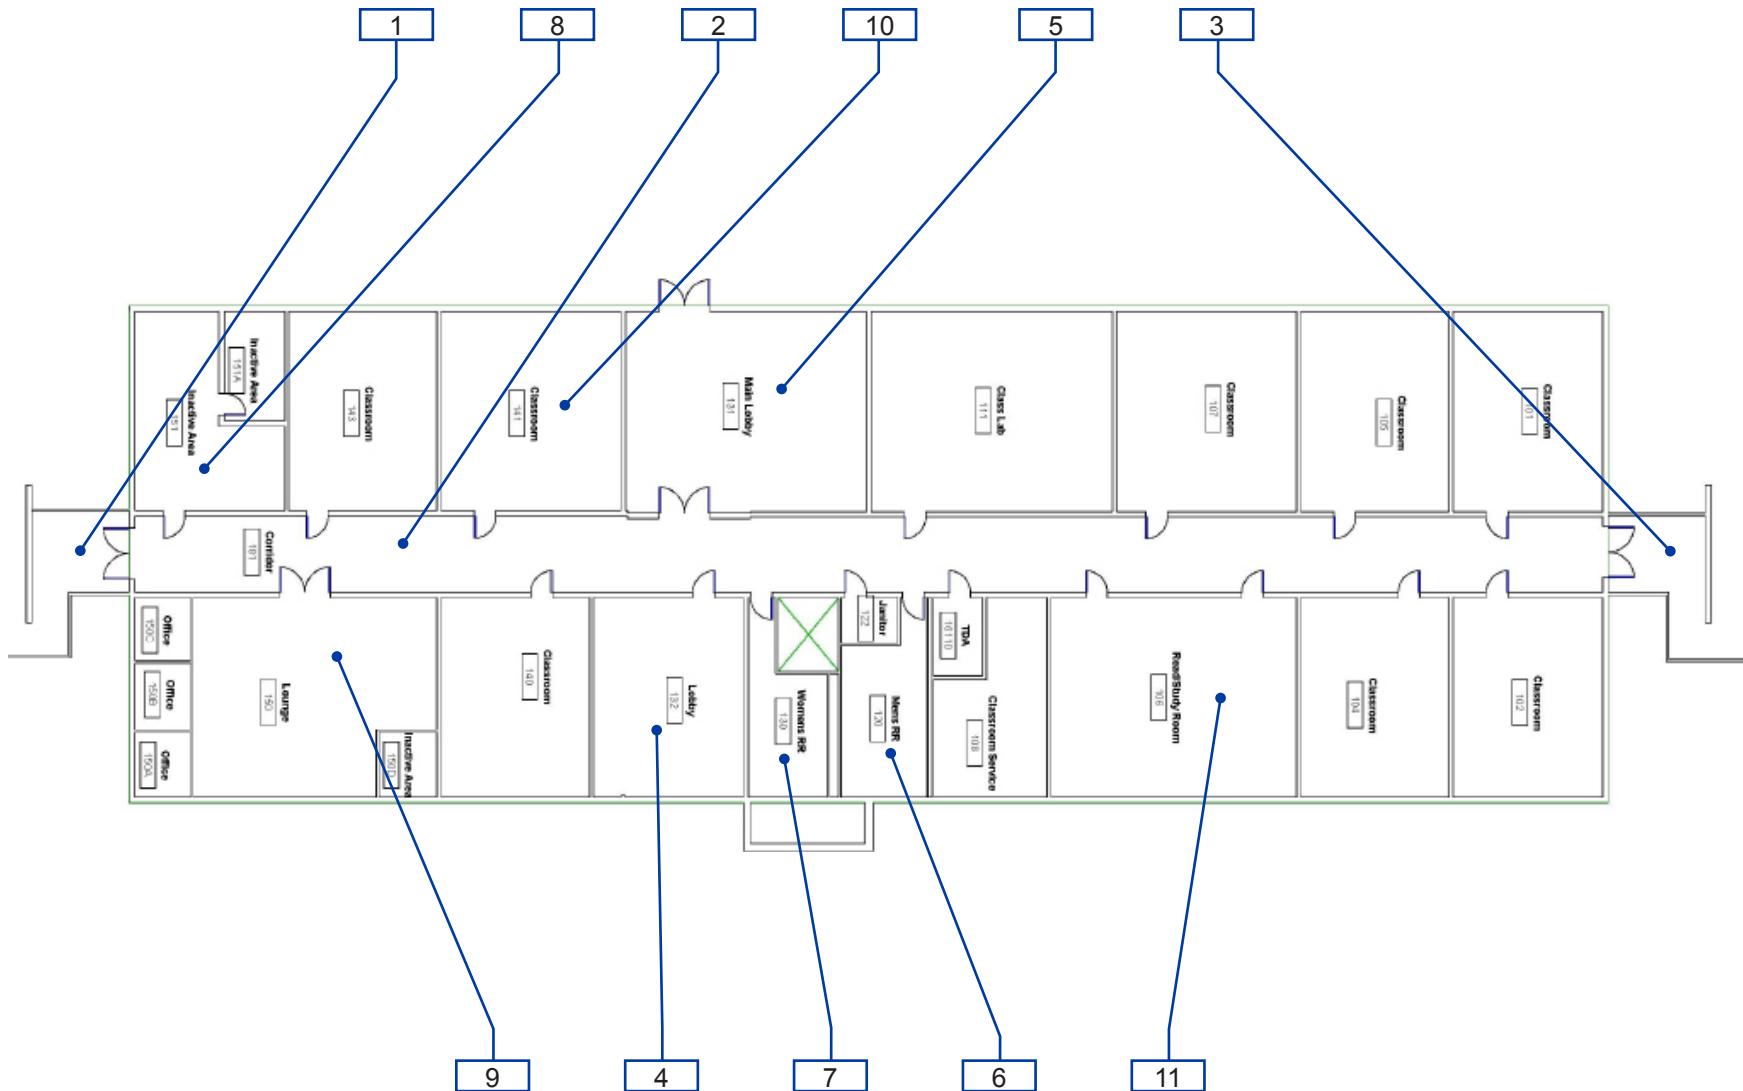 1
8
2
10
5
3
Inactive Area
151A
Inactive Area
151
Classroom
143
Classroom
141
Main Lobby
131
Class Lab
111
Classroom
107
Classroom
105
Classroom
101
Corridor
181
Office
150C
Office
150B
Office
150A
Lounge
150
Inactive Area
150D
Classroom
140
Lobby
132
Womens RR
130
Janitor
122
Mens RR
120
TDA
Classroom Service
108
Read/Study Room
106
Classroom
104
Classroom
102
9
4
7
6
11